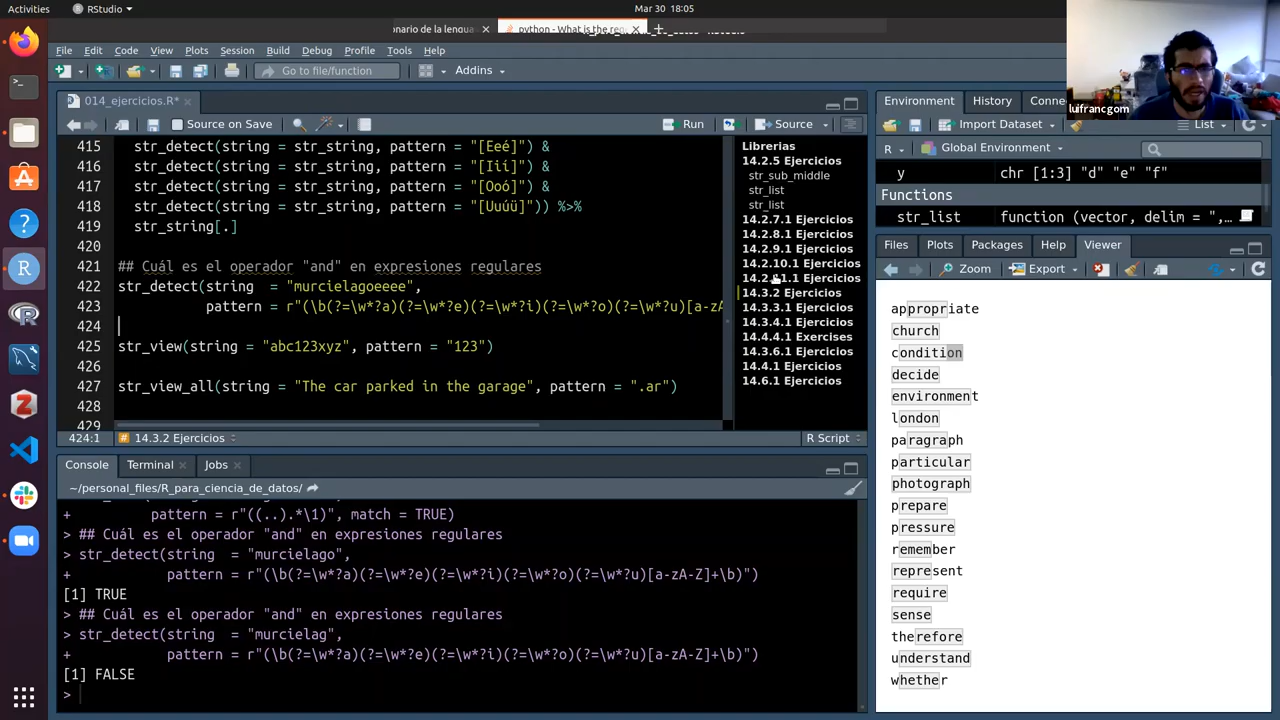 Activities
RStudio
Mar 30 18:05
onario de la lengua
python - What is the reg
File Edit Code View Plots Session Build Debug Profile Tools Help
Go to file/function
Addins
014_ejercicios.R*
Source on Save
Run
Source
415 str_detect(string = str_string, pattern = "[Eeé]") &
416 str_detect(string = str_string, pattern = "[Iií]") &
417 str_detect(string = str_string, pattern = "[Ooó]") &
418 str_detect(string = str_string, pattern = "[Uuúü]")) %>%
419 str_string[.]
420
421 ## Cuál es el operador "and" en expresiones regulares
422 str_detect(string = "murcielagoeeee",
423 pattern = r"(\b(?=\w*?a)(?=\w*?e)(?=\w*?i)(?=\w*?o)(?=\w*?u)[a-zA
424
425 str_view(string = "abc123xyz", pattern = "123")
426
427 str_view_all(string = "The car parked in the garage", pattern = ".ar")
428
429
424:1
14.3.2 Ejercicios
R Script
Librerias
14.2.5 Ejercicios
str_sub_middle
str_list
str_list
14.2.7.1 Ejercicios
14.2.8.1 Ejercicios
14.2.9.1 Ejercicios
14.2.10.1 Ejercicios
14.2.11.1 Ejercicios
14.3.2 Ejercicios
14.3.3.1 Ejercicios
14.3.4.1 Ejercicios
14.4.4.1 Exercises
14.3.6.1 Ejercicios
14.4.1 Ejercicios
14.6.1 Ejercicios
Console Terminal Jobs
~/personal_files/R_para_ciencia_de_datos/
+ pattern = r"((..).*\1)", match = TRUE)
> ## Cuál es el operador "and" en expresiones regulares
> str_detect(string = "murcielago",
+ pattern = r"(\b(?=\w*?a)(?=\w*?e)(?=\w*?i)(?=\w*?o)(?=\w*?u)[a-zA-Z]+\b)")
[1] TRUE
> ## Cuál es el operador "and" en expresiones regulares
> str_detect(string = "murcielag",
+ pattern = r"(\b(?=\w*?a)(?=\w*?e)(?=\w*?i)(?=\w*?o)(?=\w*?u)[a-zA-Z]+\b)")
[1] FALSE
>
Environment History Conne
Import Dataset
List
R
Global Environment
y chr [1:3] "d" "e" "f"
Functions
str_list function (vector, delim = ",…
Files Plots Packages Help Viewer
Zoom
Export
appropriate
church
condition
decide
environment
london
paragraph
particular
photograph
prepare
pressure
remember
represent
require
sense
therefore
understand
whether
luifrancgom